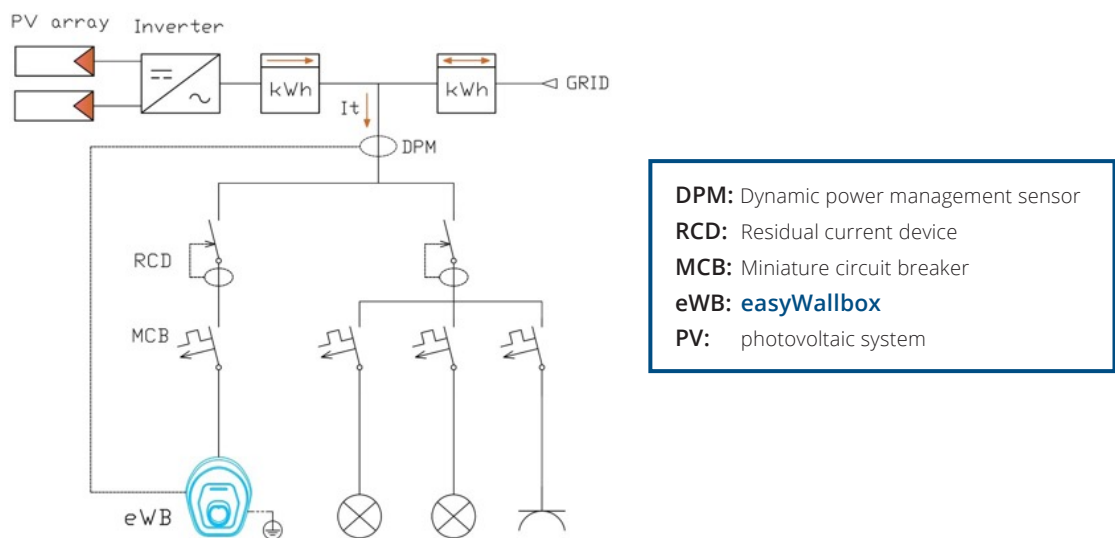 PV array
Inverter
kWh
kWh
GRID
It
DPM
RCD
MCB
eWB
DPM: Dynamic power management sensor
RCD: Residual current device
MCB: Miniature circuit breaker
eWB: easyWallbox
PV: photovoltaic system